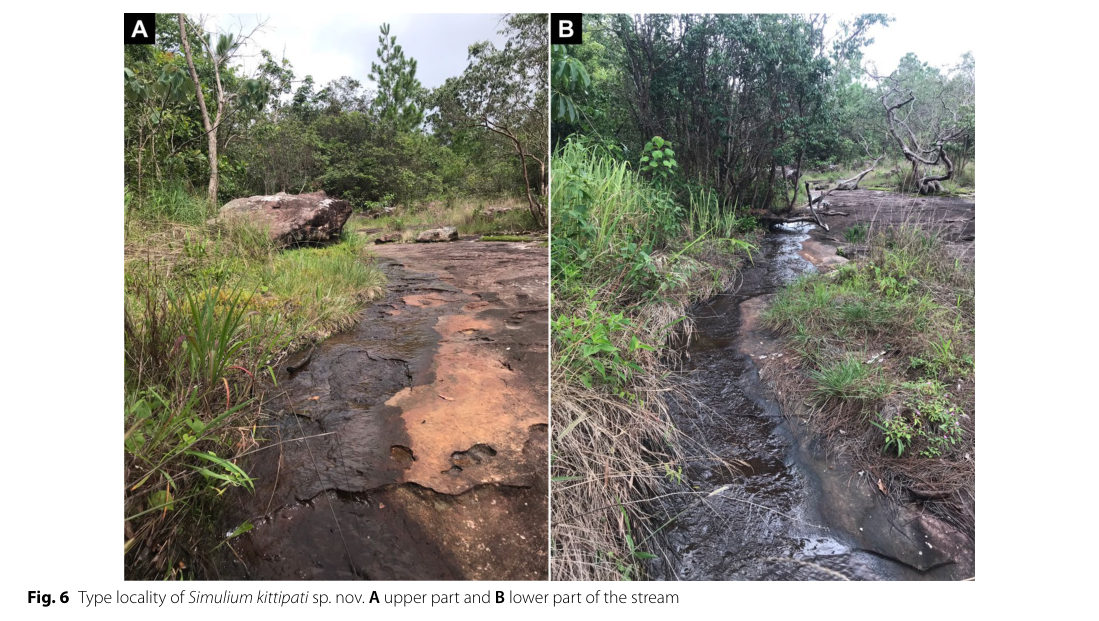 A
B
Fig. 6 Type locality of Simulium kittipati sp. nov. A upper part and B lower part of the stream